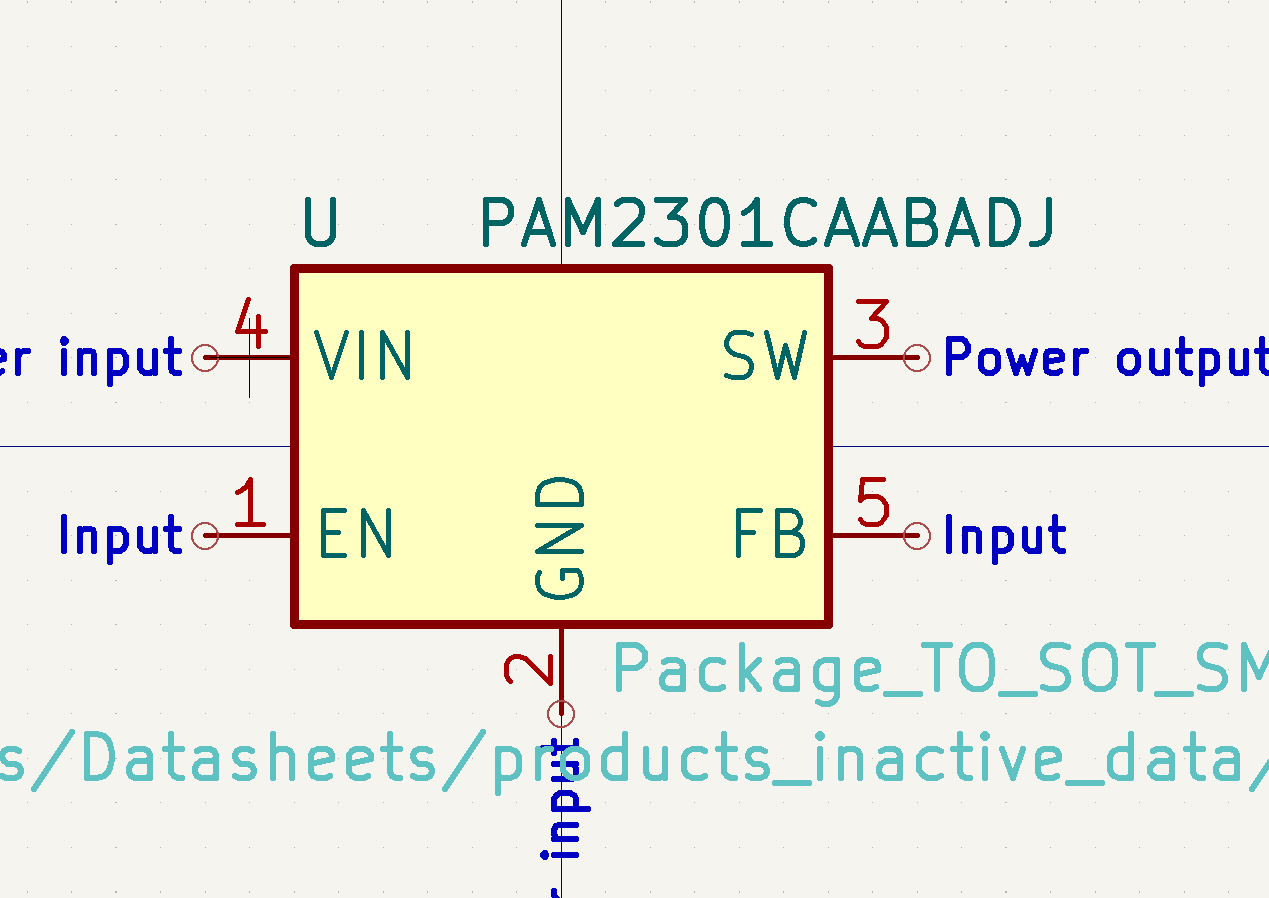 U PAM2301CAABADJ
4 3
er input VIN SW Power output
1 5
Input EN GND FB Input
2 Package_TO_SOT_SM
s/Datasheets/products_inactive_data/
r input